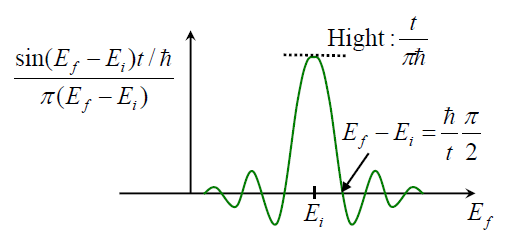 sin(E_f − E_i)t / ħ
π(E_f − E_i)
Hight : t/πħ
E_f − E_i = ħ/t π/2
E_i
E_f